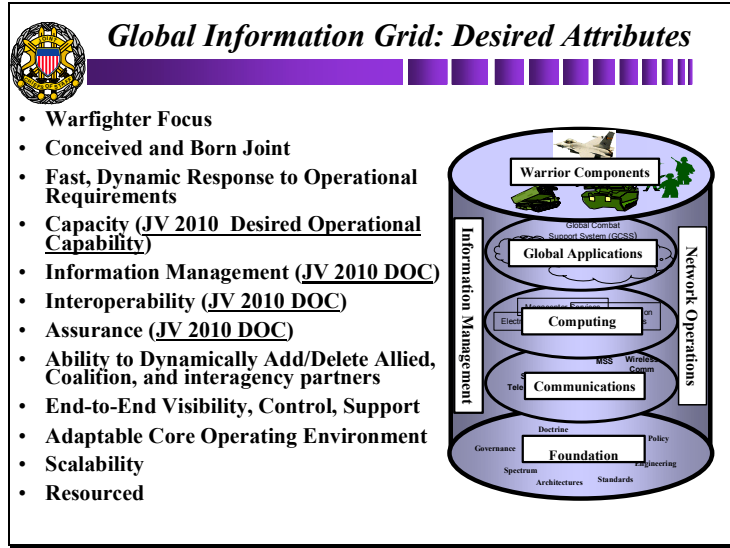 Global Information Grid: Desired Attributes
• Warfighter Focus
• Conceived and Born Joint
• Fast, Dynamic Response to Operational
Requirements
• Capacity (JV 2010 Desired Operational
Capability)
• Information Management (JV 2010 DOC)
• Interoperability (JV 2010 DOC)
• Assurance (JV 2010 DOC)
• Ability to Dynamically Add/Delete Allied,
Coalition, and interagency partners
• End-to-End Visibility, Control, Support
• Adaptable Core Operating Environment
• Scalability
• Resourced
Warrior Components
Information Management
Network Operations
Global Combat
Support System (GCSS)
Global Applications
Computing
MSS
Wireless
Comm
Communications
Doctrine
Policy
Governance
Foundation
Engineering
Spectrum
Architectures
Standards